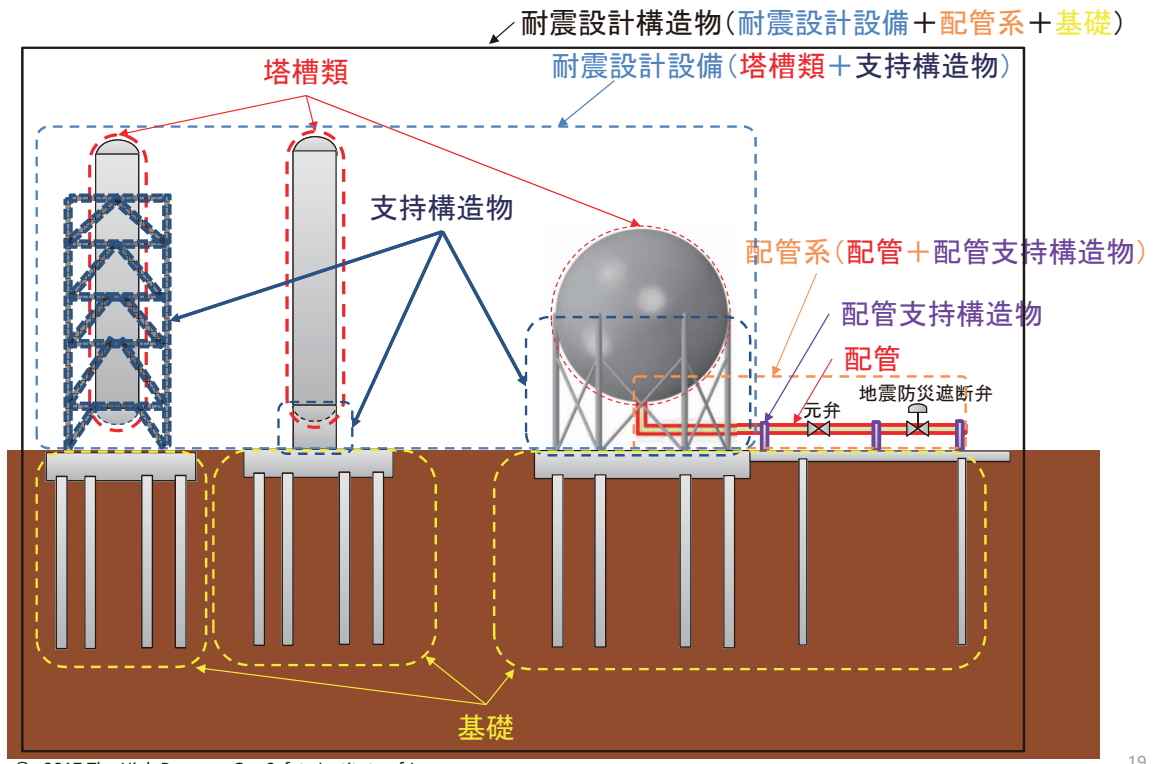 耐震設計構造物(耐震設計設備＋配管系＋基礎)
塔槽類
耐震設計設備(塔槽類＋支持構造物)
支持構造物
配管系(配管＋配管支持構造物)
配管支持構造物
配管
地震防災遮断弁
元弁
基礎
19